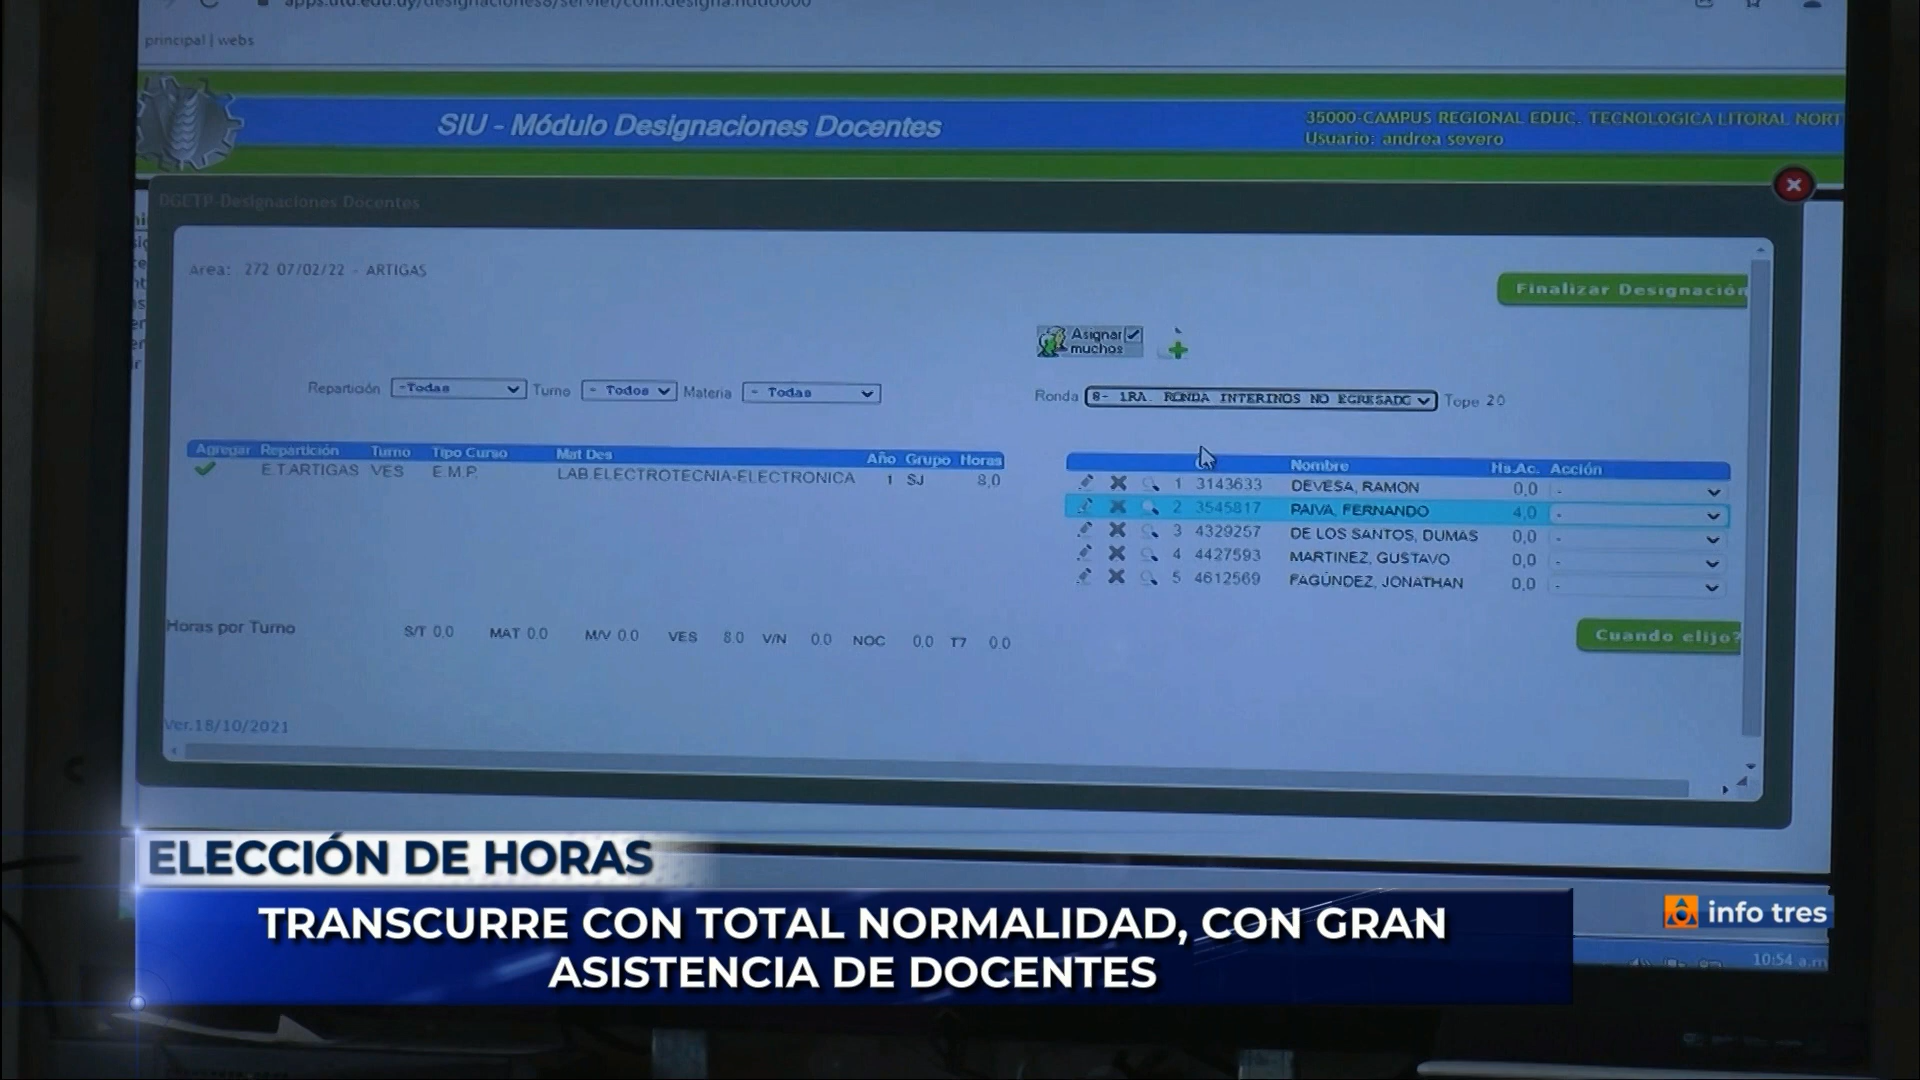 principal | webs
SIU - Módulo Designaciones Docentes
35000-CAMPUS REGIONAL EDUC. TECNOLOGICA LITORAL NORT
Usuario: andrea severo
DGETP-Designaciones Docentes
Area: 272 07/02/22 - ARTIGAS
Finalizar Designación
Asignar muchos
Repartición -Todas Turno - Todos Materia - Todas
Ronda 8- 1RA. RONDA INTERINOS NO EGRESADO Tope 20
Agregar Repartición Turno Tipo Curso Mat Des Año Grupo Horas
E.T.ARTIGAS VES E.M.P. LAB.ELECTROTECNIA-ELECTRONICA 1 SJ 8,0
Nombre Hs.Ac. Acción
1 3143633 DEVESA, RAMON 0,0 -
2 3545817 PAIVA, FERNANDO 4,0 -
3 4329257 DE LOS SANTOS, DUMAS 0,0 -
4 4427593 MARTINEZ, GUSTAVO 0,0 -
5 4612569 FAGÚNDEZ, JONATHAN 0,0 -
Horas por Turno S/T 0.0 MAT 0.0 M/V 0.0 VES 8.0 V/N 0.0 NOC 0.0 T7 0.0
Cuando elijo?
Ver.18/10/2021
ELECCIÓN DE HORAS
TRANSCURRE CON TOTAL NORMALIDAD, CON GRAN
ASISTENCIA DE DOCENTES
info tres
10:54 a.m